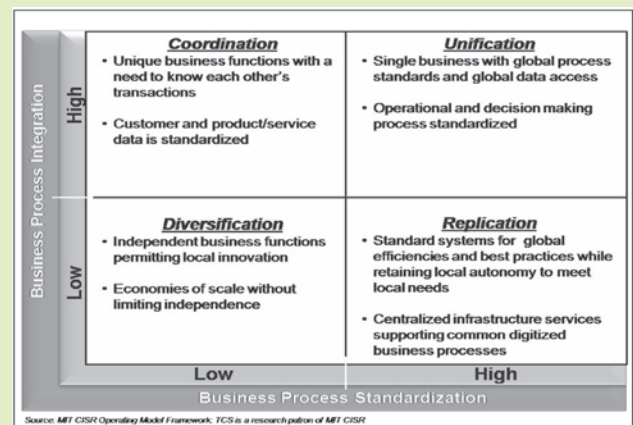 Business Process Integration
High
Low
Coordination
• Unique business functions with a
need to know each other's
transactions
• Customer and product/service
data is standardized
Unification
• Single business with global process
standards and global data access
• Operational and decision making
process standardized
Diversification
• Independent business functions
permitting local innovation
• Economies of scale without
limiting independence
Replication
• Standard systems for global
efficiencies and best practices while
retaining local autonomy to meet
local needs
• Centralized infrastructure services
supporting common digitized
business processes
Low
High
Business Process Standardization
Source: MIT CISR Operating Model Framework; TCS is a research patron of MIT CISR